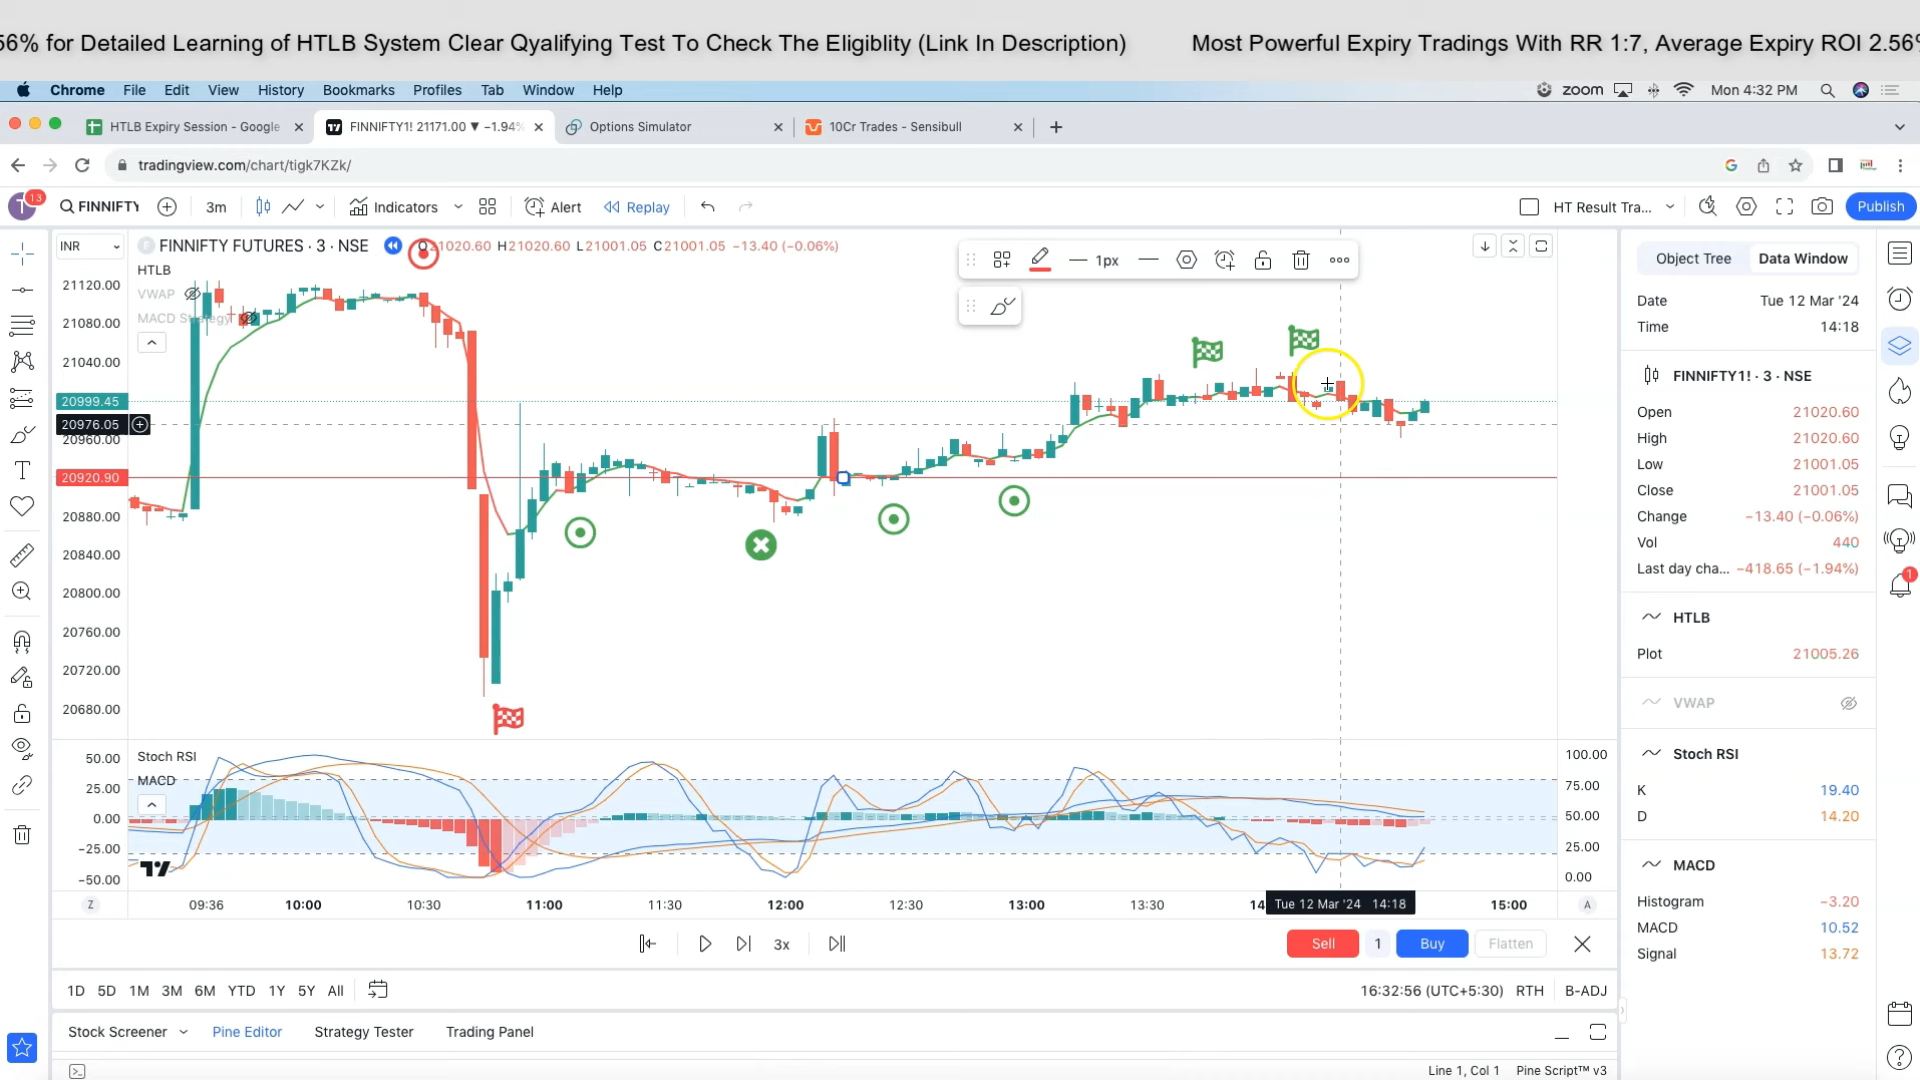 56% for Detailed Learning of HTLB System Clear Qyalifying Test To Check The Eligiblity (Link In Description) Most Powerful Expiry Tradings With RR 1:7, Average Expiry ROI 2.56%
Chrome File Edit View History Bookmarks Profiles Tab Window Help zoom Mon 4:32 PM
HTLB Expiry Session - Google FINNIFTY1! 21171.00 ▼ −1.94% Options Simulator 10Cr Trades - Sensibull
tradingview.com/chart/tigk7KZk/
T 13 FINNIFTY 3m Indicators Alert Replay HT Result Tra... Publish
INR FINNIFTY FUTURES · 3 · NSE O21020.60 H21020.60 L21001.05 C21001.05 −13.40 (−0.06%)
HTLB
VWAP
MACD Strategy
1px
21120.00
21080.00
21040.00
20999.45
20976.05
20960.00
20920.90
20880.00
20840.00
20800.00
20760.00
20720.00
20680.00
Stoch RSI
MACD
50.00
25.00
0.00
−25.00
−50.00
100.00
75.00
50.00
25.00
0.00
Z 09:36 10:00 10:30 11:00 11:30 12:00 12:30 13:00 13:30 14 Tue 12 Mar '24 14:18 15:00 A
3x Sell 1 Buy Flatten
1D 5D 1M 3M 6M YTD 1Y 5Y All 16:32:56 (UTC+5:30) RTH B-ADJ
Stock Screener Pine Editor Strategy Tester Trading Panel
Line 1, Col 1 Pine Script™ v3
Object Tree Data Window
Date Tue 12 Mar '24
Time 14:18
FINNIFTY1! · 3 · NSE
Open 21020.60
High 21020.60
Low 21001.05
Close 21001.05
Change −13.40 (−0.06%)
Vol 440
Last day cha... −418.65 (−1.94%)
HTLB
Plot 21005.26
VWAP
Stoch RSI
K 19.40
D 14.20
MACD
Histogram −3.20
MACD 10.52
Signal 13.72
1